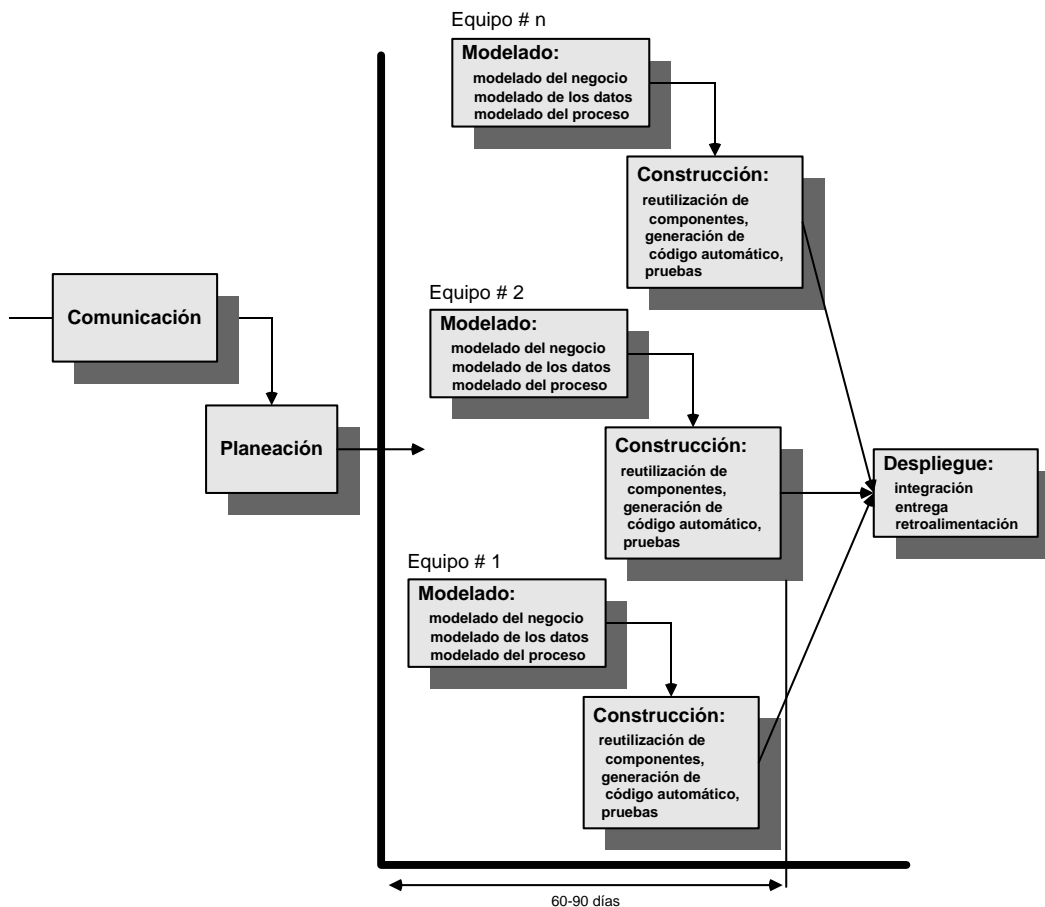 Equipo # n
Modelado:
modelado del negocio
modelado de los datos
modelado del proceso
Construcción:
reutilización de
componentes,
generación de
código automático,
pruebas
Comunicación
Planeación
Equipo # 2
Modelado:
modelado del negocio
modelado de los datos
modelado del proceso
Construcción:
reutilización de
componentes,
generación de
código automático,
pruebas
Despliegue:
integración
entrega
retroalimentación
Equipo # 1
Modelado:
modelado del negocio
modelado de los datos
modelado del proceso
Construcción:
reutilización de
componentes,
generación de
código automático,
pruebas
60-90 días